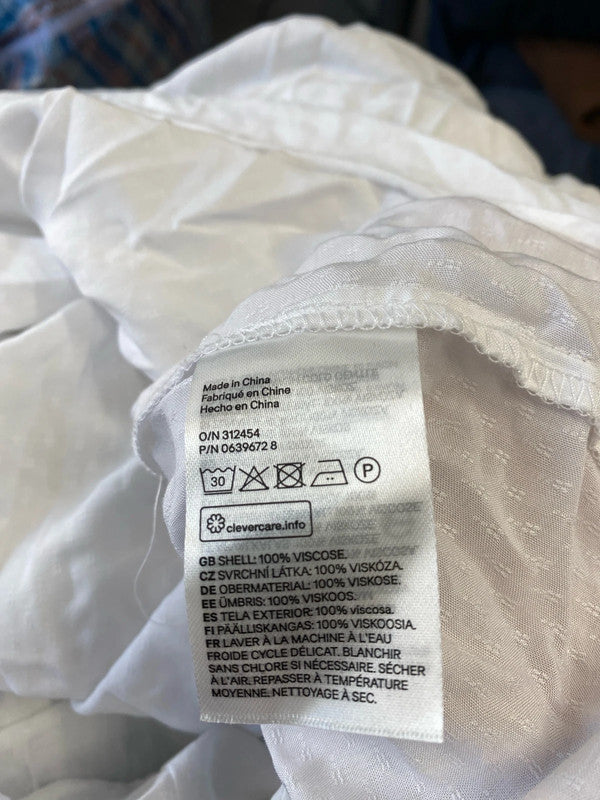 Made in China
Fabriqué en Chine
Hecho en China
O/N 312454
P/N 0639672 8
30 P
clevercare.info
GB SHELL: 100% VISCOSE.
CZ SVRCHNÍ LÁTKA: 100% VISKÓZA.
DE OBERMATERIAL: 100% VISKOSE.
EE ÜMBRIS: 100% VISKOOS.
ES TELA EXTERIOR: 100% viscosa.
FI PÄÄLLISKANGAS: 100% VISKOOSIA.
FR LAVER À LA MACHINE À L'EAU
FROIDE CYCLE DÉLICAT. BLANCHIR
SANS CHLORE SI NÉCESSAIRE. SÉCHER
À L'AIR. REPASSER À TEMPÉRATURE
MOYENNE. NETTOYAGE À SEC.